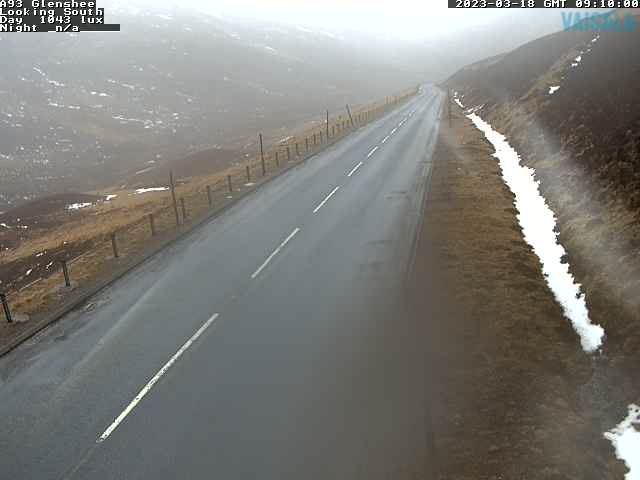 A93 Glenshee
2023-03-18 GMT 09:10:00
Looking South
Day  1043 lux
Night  n/a
VAISALA